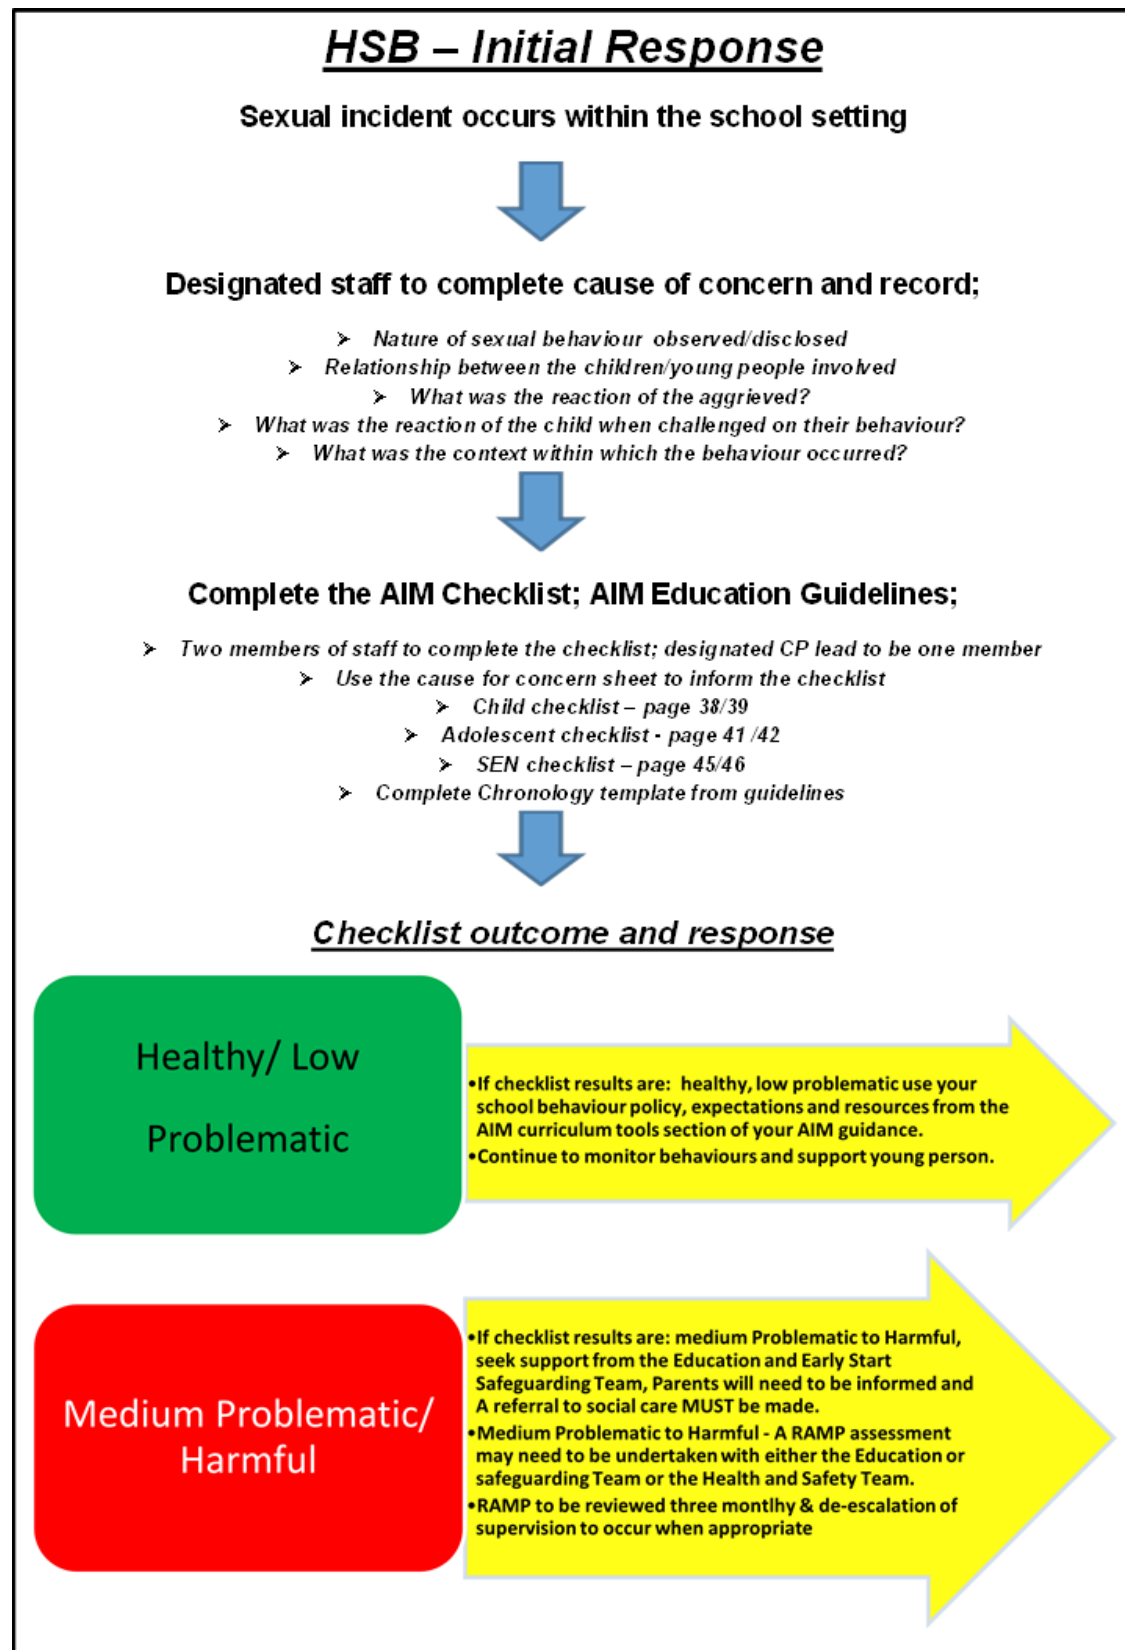 HSB – Initial Response
Sexual incident occurs within the school setting
Designated staff to complete cause of concern and record;
➤ Nature of sexual behaviour observed/disclosed
➤ Relationship between the children/young people involved
➤ What was the reaction of the aggrieved?
➤ What was the reaction of the child when challenged on their behaviour?
➤ What was the context within which the behaviour occurred?
Complete the AIM Checklist; AIM Education Guidelines;
➤ Two members of staff to complete the checklist; designated CP lead to be one member
➤ Use the cause for concern sheet to inform the checklist
➤ Child checklist – page 38/39
➤ Adolescent checklist - page 41 /42
➤ SEN checklist – page 45/46
➤ Complete Chronology template from guidelines
Checklist outcome and response
Healthy/ Low
Problematic
•If checklist results are: healthy, low problematic use your
school behaviour policy, expectations and resources from the
AIM curriculum tools section of your AIM guidance.
•Continue to monitor behaviours and support young person.
Medium Problematic/
Harmful
•If checklist results are: medium Problematic to Harmful,
seek support from the Education and Early Start
Safeguarding Team, Parents will need to be informed and
A referral to social care MUST be made.
•Medium Problematic to Harmful - A RAMP assessment
may need to be undertaken with either the Education or
safeguarding Team or the Health and Safety Team.
•RAMP to be reviewed three montlhy & de-escalation of
supervision to occur when appropriate